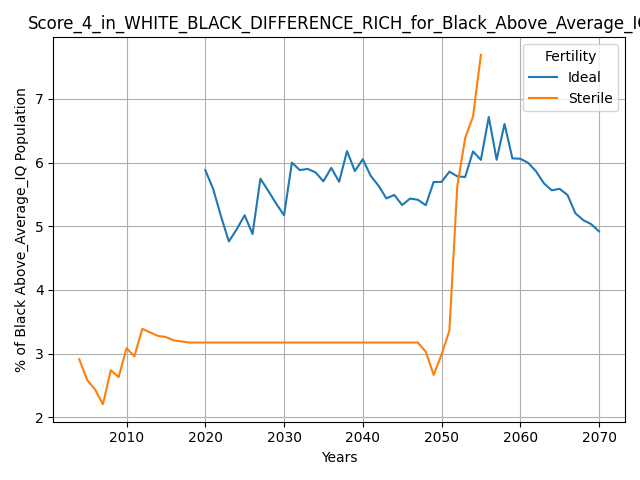 Score_4_in_WHITE_BLACK_DIFFERENCE_RICH_for_Black_Above_Average_IQ
% of Black Above_Average_IQ Population
Fertility
Ideal
Sterile
7
6
5
4
3
2
2010 2020 2030 2040 2050 2060 2070
Years